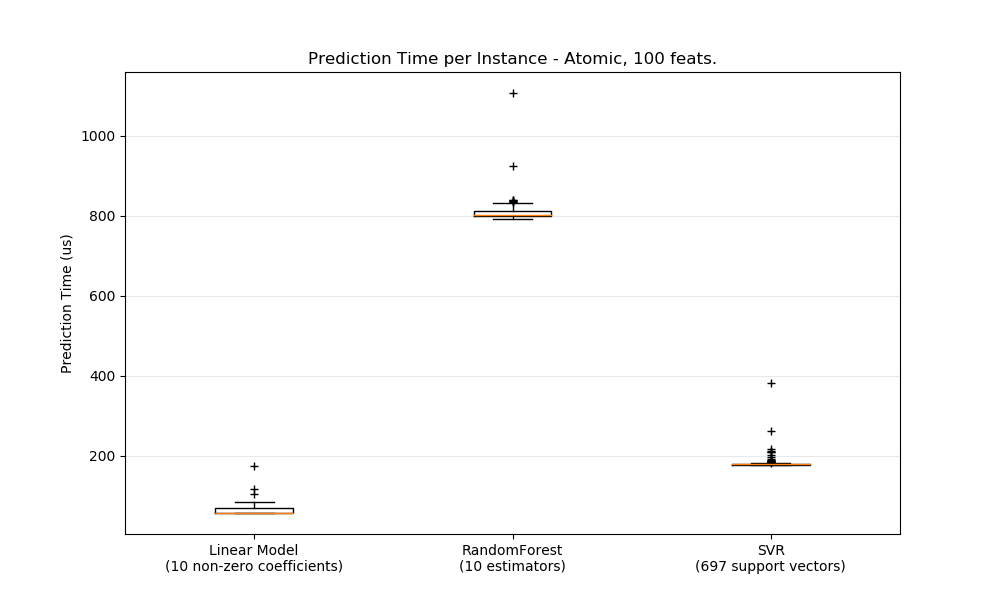 Prediction Time per Instance - Atomic, 100 feats.
Prediction Time (us)
1000
800
600
400
200
Linear Model
(10 non-zero coefficients)
RandomForest
(10 estimators)
SVR
(697 support vectors)